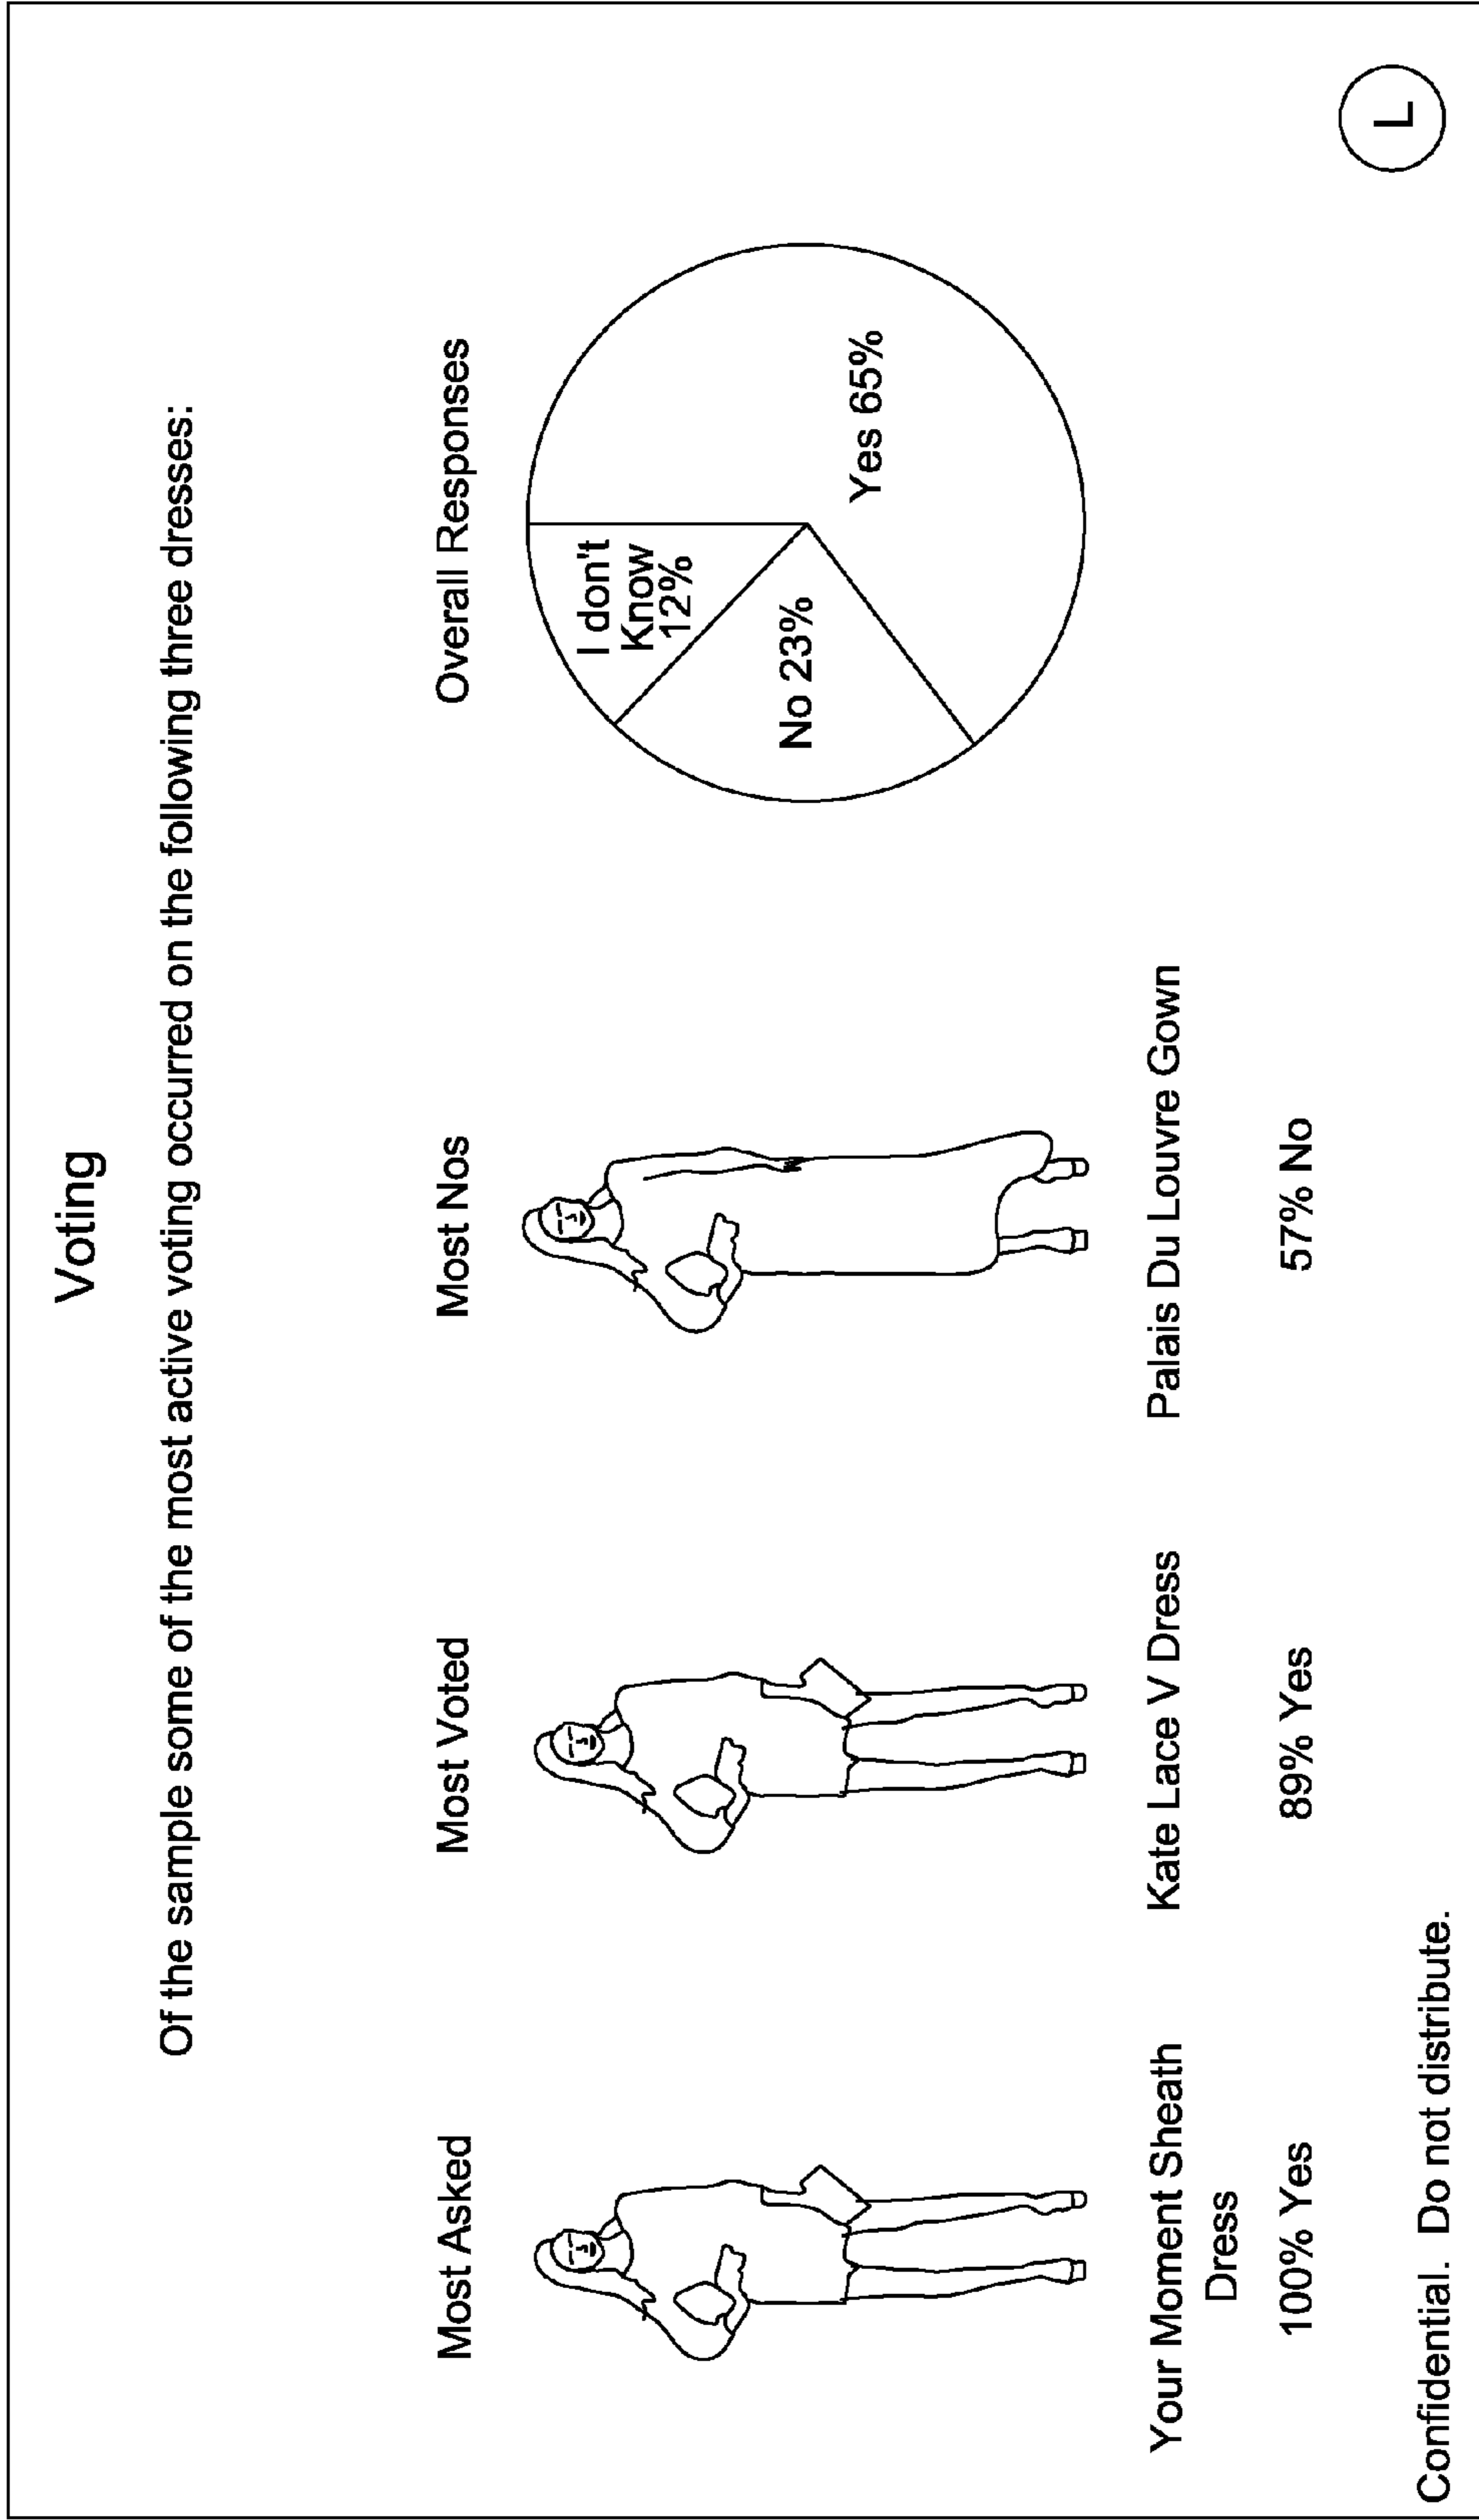 Voting
Of the sample some of the most active voting occurred on the following three dresses:
Most Asked
Your Moment Sheath
Dress
100% Yes
Most Voted
Kate Lace V Dress
89% Yes
Most Nos
Palais Du Louvre Gown
57% No
Overall Responses
I don't
Know
12%
No 23%
Yes 65%
Confidential. Do not distribute.
L